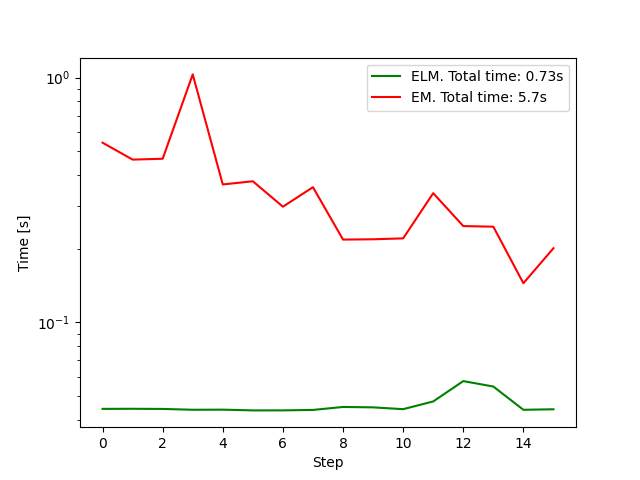 ELM. Total time: 0.73s
EM. Total time: 5.7s
10⁰
10⁻¹
Time [s]
0 2 4 6 8 10 12 14
Step